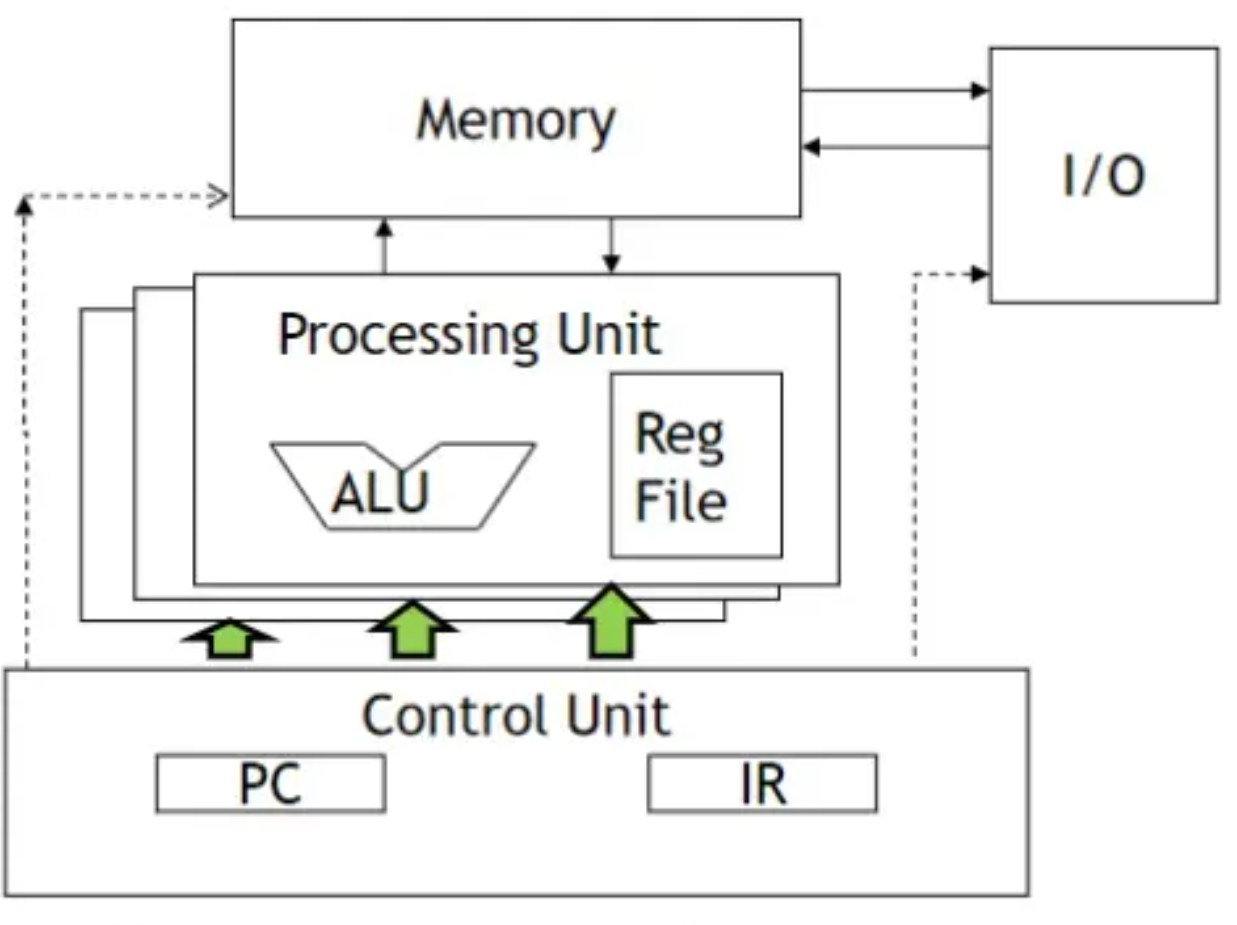 Memory
I/O
Processing Unit
Reg
File
ALU
Control Unit
PC
IR